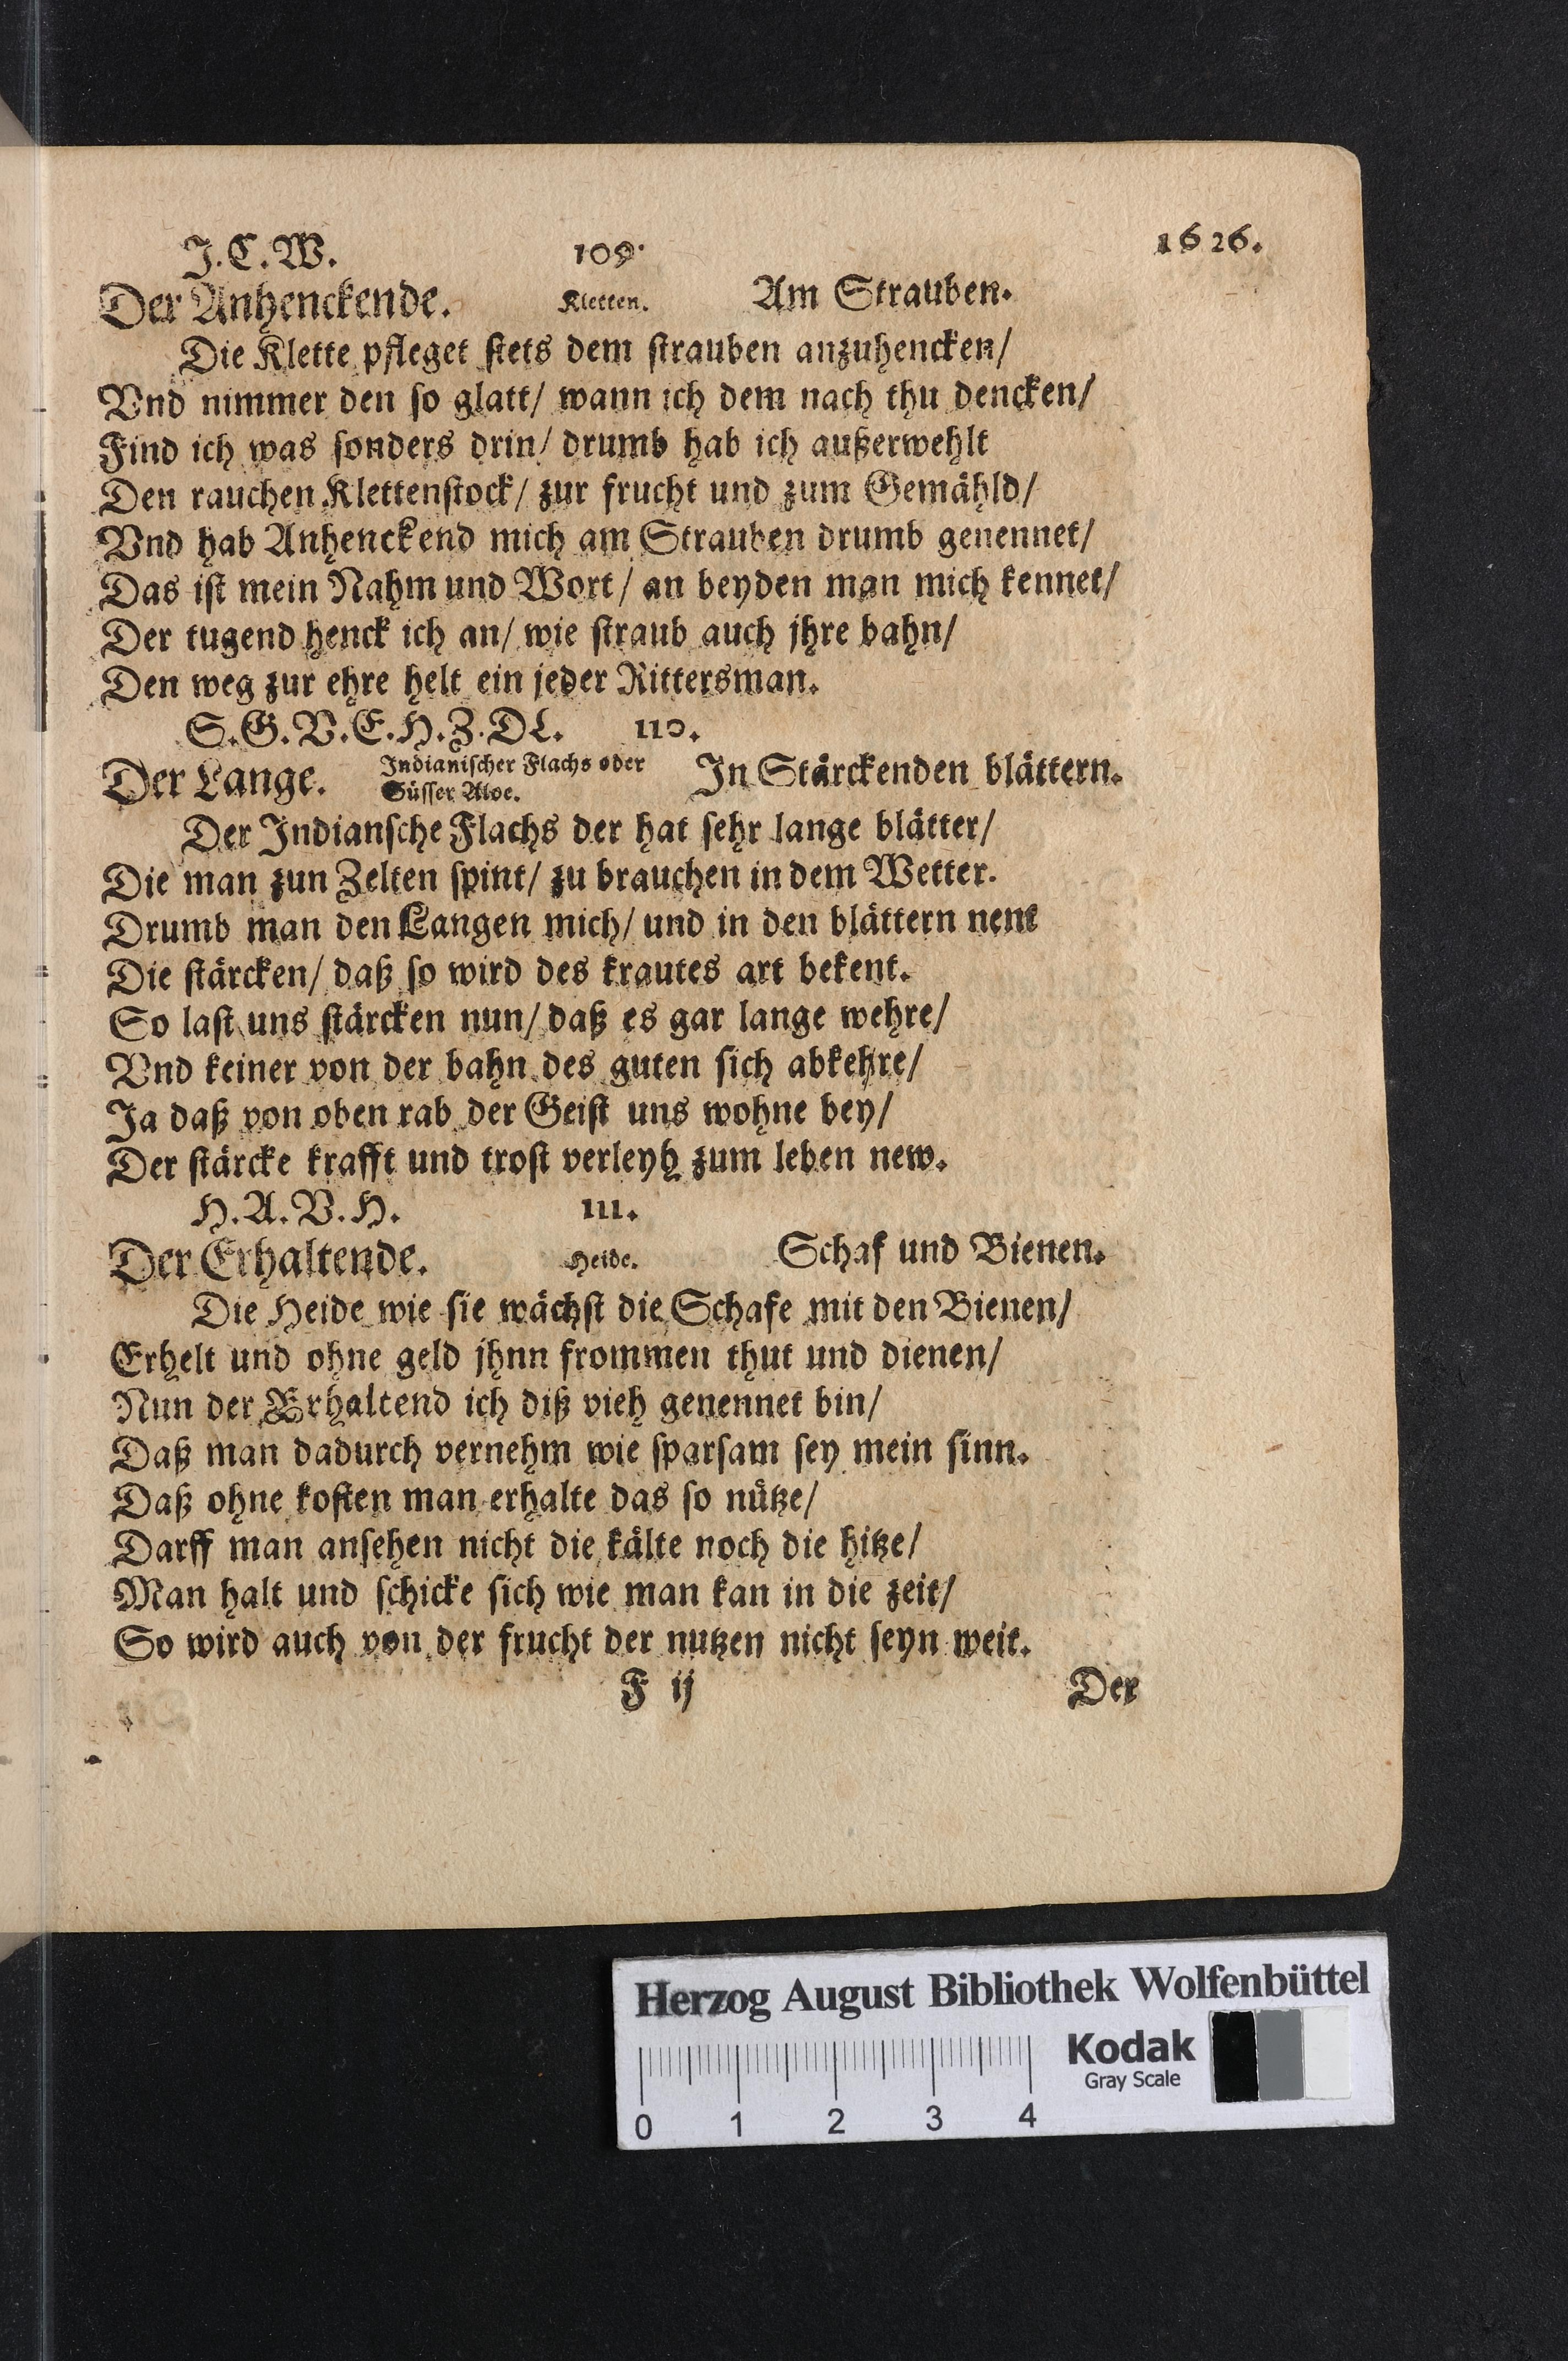 J.C.W. 109. 1626.
Der Anhenckende. Kletten. Am Strauben.
Die Klette pfleget stets dem strauben anzuhencken/
Vnd nimmer den so glatt/ wann ich dem nach thu dencken/
Find ich was sonders drin/ drumb hab ich außerwehlt
Den rauchen Klettenstock/ zur frucht und zum Gemähld/
Vnd hab Anhenckend mich am Strauben drumb genennet/
Das ist mein Nahm und Wort/ an beyden man mich kennet/
Der tugend henck ich an/ wie straub auch jhre bahn/
Den weg zur ehre helt ein jeder Rittersman.
S.G.V.E.H.Z.DL. 110.
Der Lange. Indianischer Flachs oder Süsser Aloe. In Stärckenden blättern.
Der Indiansche Flachs der hat sehr lange blätter/
Die man zun Zelten spint/ zu brauchen in dem Wetter.
Drumb man den Langen mich/ und in den blättern nent
Die stärcken/ daß so wird des krautes art bekent.
So last uns stärcken nun/ daß es gar lange wehre/
Vnd keiner von der bahn des guten sich abkehre/
Ja daß von oben rab der Geist uns wohne bey/
Der stärcke krafft und trost verleyh zum leben new.
H.A.V.H. 111.
Der Erhaltende. Heide. Schaf und Bienen.
Die Heide wie sie wächst die Schafe mit den Bienen/
Erhelt und ohne geld jhnn frommen thut und dienen/
Nun der Erhaltend ich diß vieh genennet bin/
Daß man dadurch vernehm wie sparsam sey mein sinn.
Daß ohne kosten man erhalte das so nütze/
Darff man ansehen nicht die kälte noch die hitze/
Man halt und schicke sich wie man kan in die zeit/
So wird auch von der frucht der nutzen nicht seyn weit.
F ij Der
Herzog August Bibliothek Wolfenbüttel
Kodak
Gray Scale
0 1 2 3 4